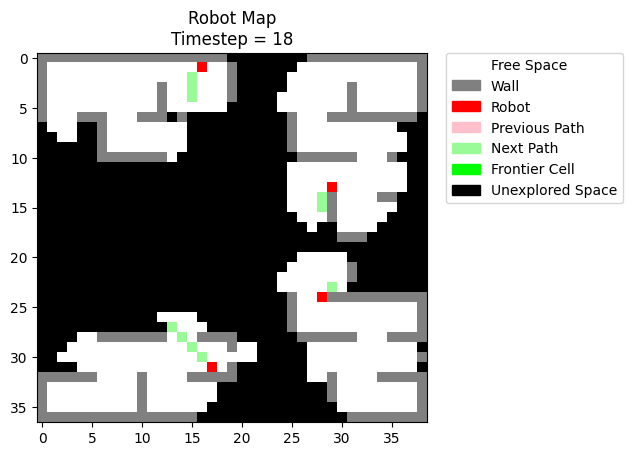 Robot Map
Timestep = 18
Free Space
Wall
Robot
Previous Path
Next Path
Frontier Cell
Unexplored Space
0
5
10
15
20
25
30
35
0
5
10
15
20
25
30
35